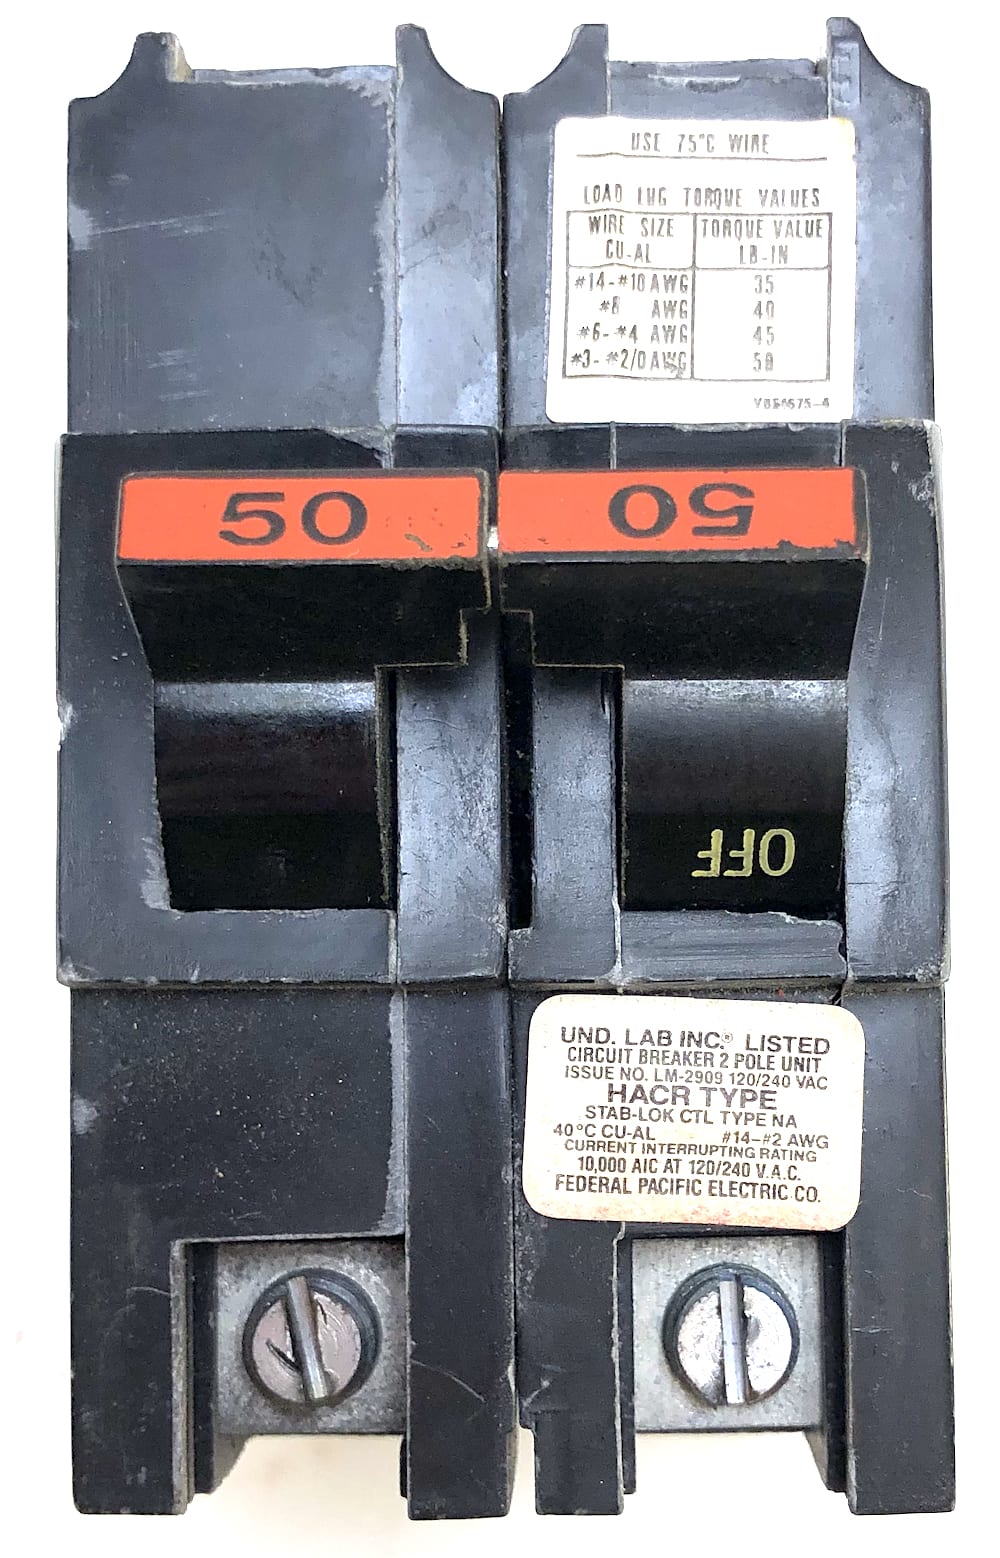 USE 75°C WIRE
LOAD LUG TORQUE VALUES
WIRE SIZE CU-AL TORQUE VALUE LB-IN
#14-#10 AWG 35
#8 AWG 40
#6-#4 AWG 45
#3-#2/0 AWG 50
50 50
OFF
UND. LAB INC.® LISTED
CIRCUIT BREAKER 2 POLE UNIT
ISSUE NO. LM-2909 120/240 VAC
HACR TYPE
STAB-LOK CTL TYPE NA
40°C CU-AL #14-#2 AWG
CURRENT INTERRUPTING RATING
10,000 AIC AT 120/240 V.A.C.
FEDERAL PACIFIC ELECTRIC CO.